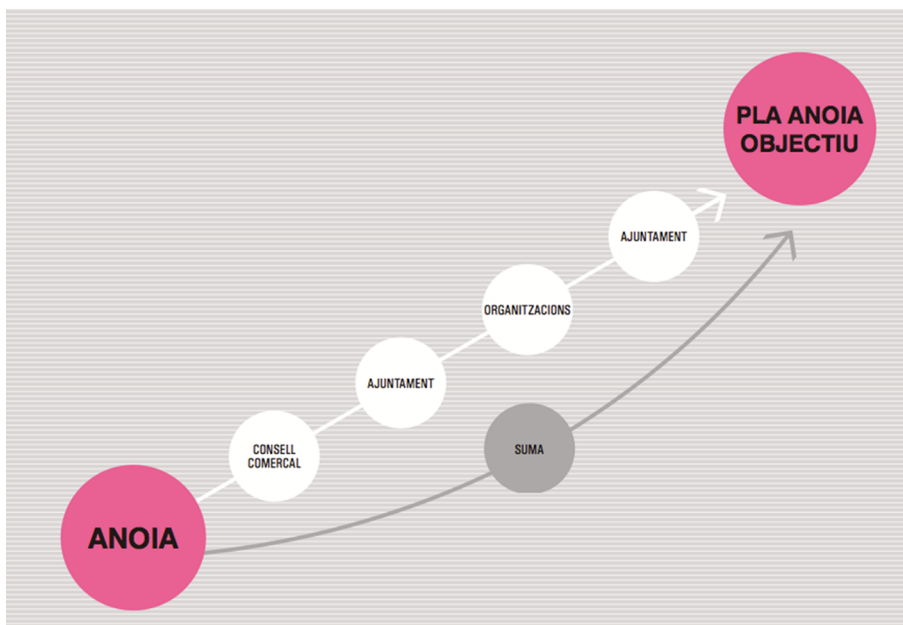 PLA ANOIA
OBJECTIU
AJUNTAMENT
ORGANITZACIONS
AJUNTAMENT
CONSELL
COMERCAL
SUMA
ANOIA